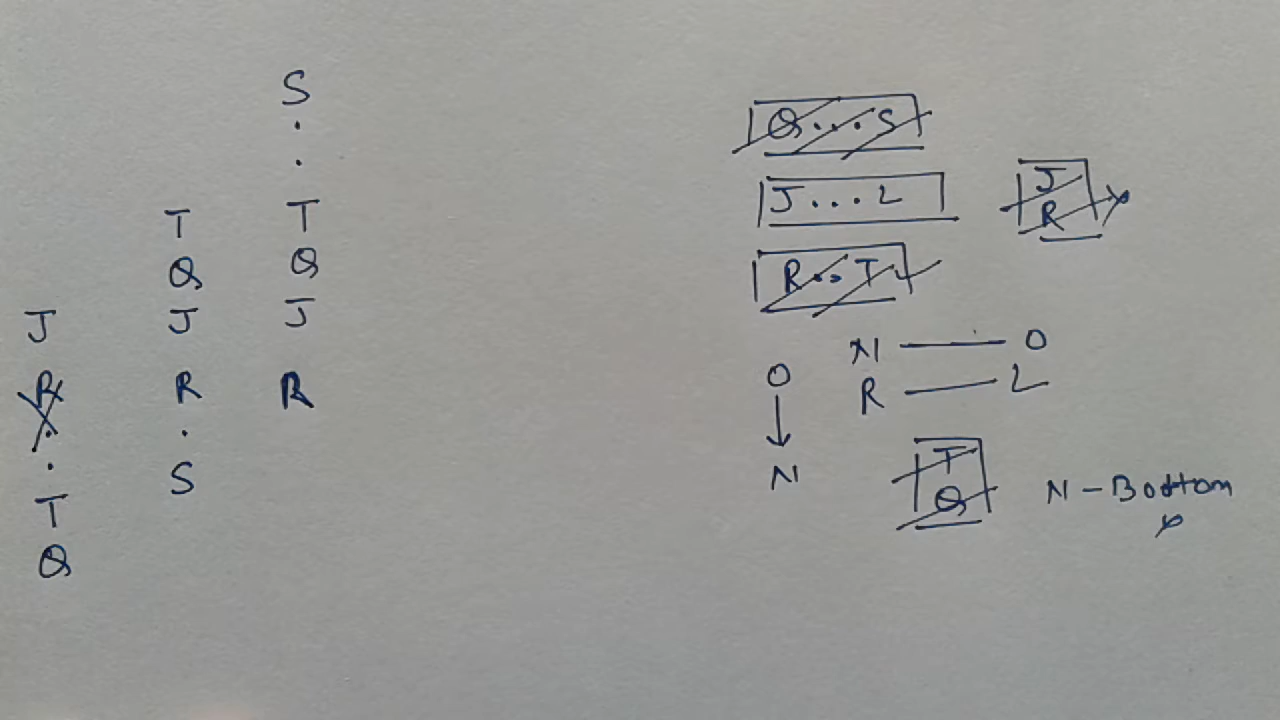 J
R
.
.
T
Q
T
Q
J
R
.
S
S
.
.
T
Q
J
R
Q...S
J...L
J
R
R...T
N — O
R — L
O
↓
N
T
Q
N - Bottom
x